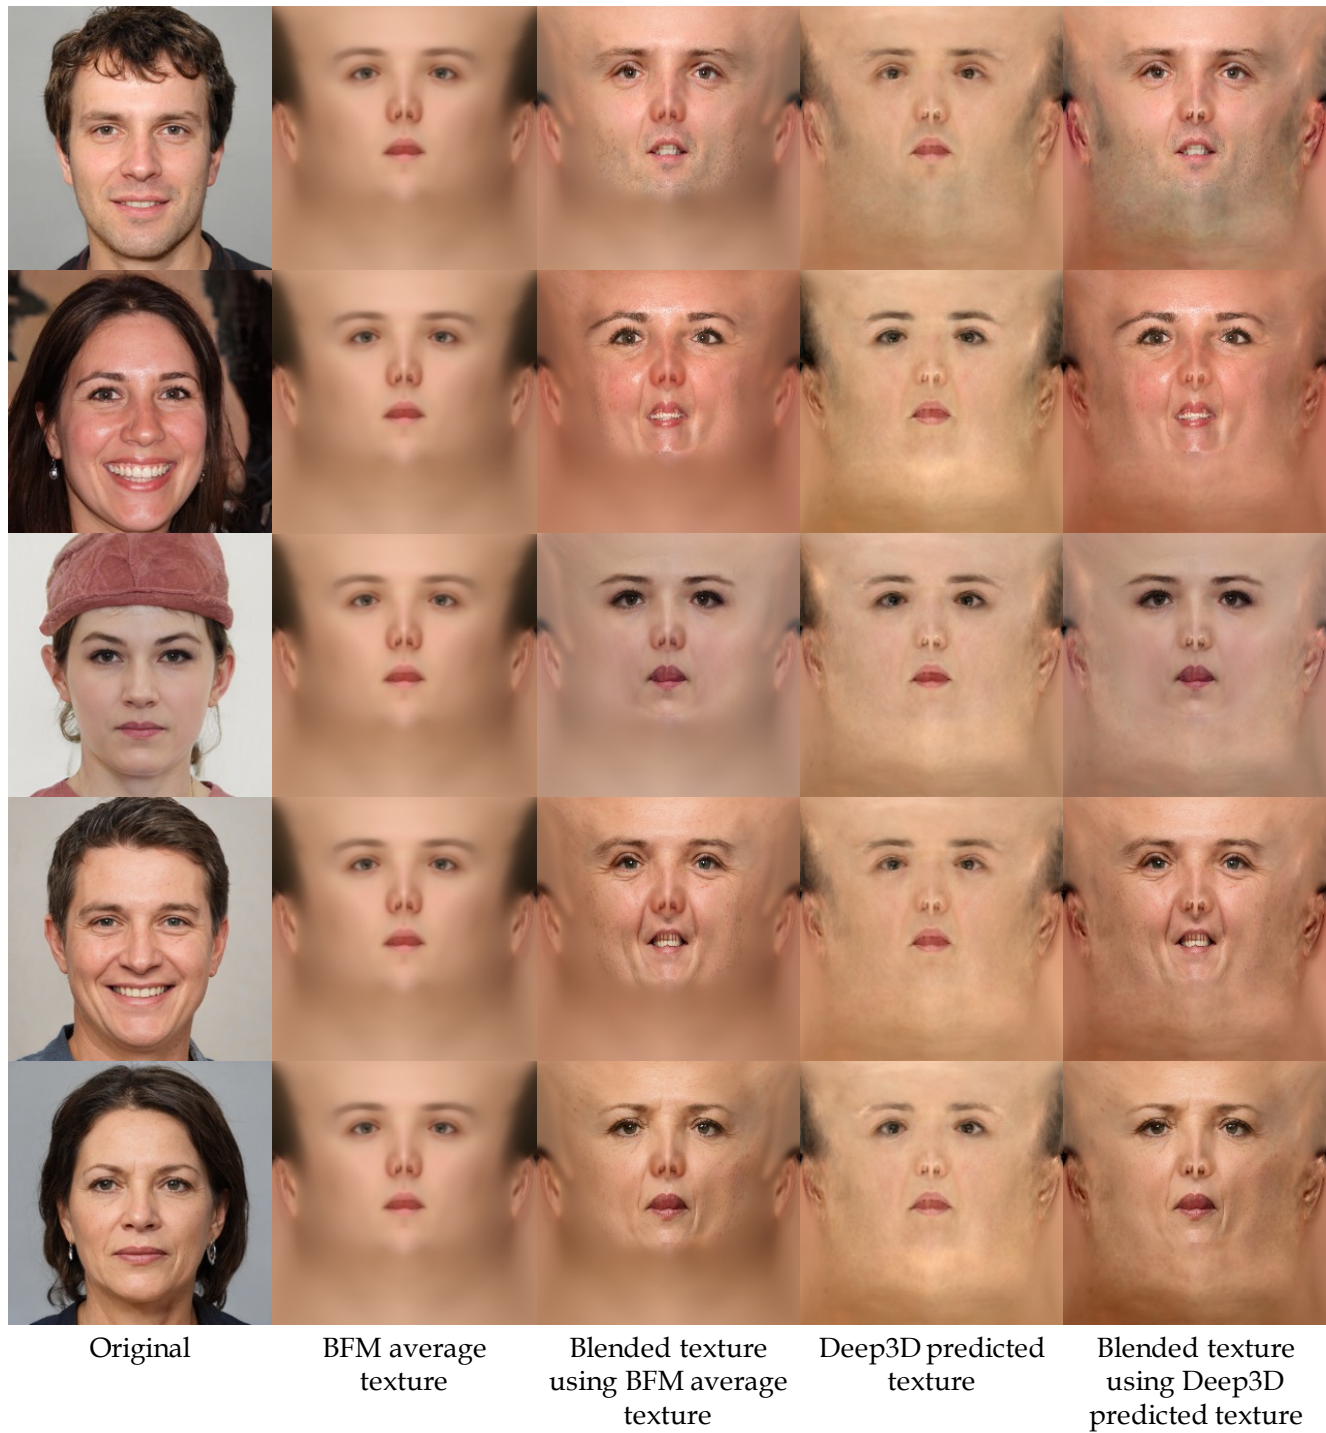 Original
BFM average
texture
Blended texture
using BFM average
texture
Deep3D predicted
texture
Blended texture
using Deep3D
predicted texture